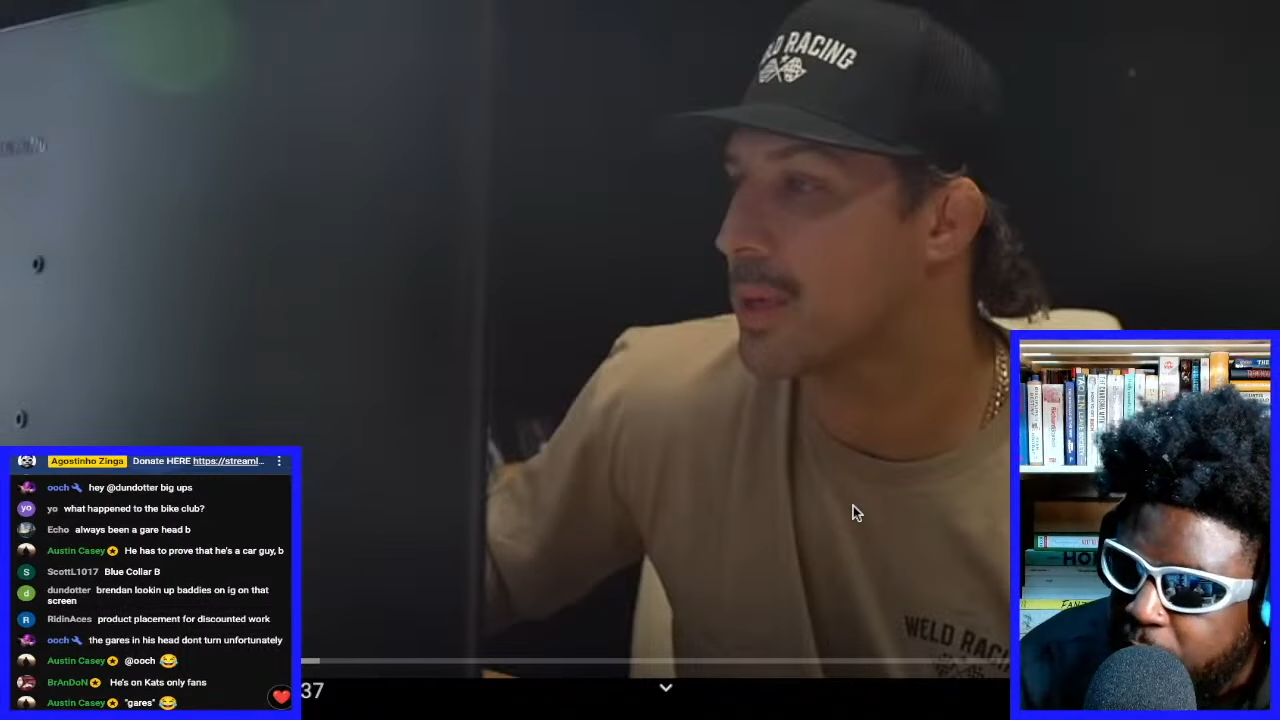 LD RACING
WELD RACIN
Agostinho Zinga Donate HERE https://streaml...
ooch hey @dundotter big ups
yo yo what happened to the bike club?
Echo always been a gare head b
Austin Casey He has to prove that he's a car guy, b
S ScottL1017 Blue Collar B
d dundotter brendan lookin up baddies on ig on that
screen
R RidinAces product placement for discounted work
ooch the gares in his head dont turn unfortunately
Austin Casey @ooch 😂
BrAnDoN He's on Kats only fans
Austin Casey "gares" 😂
37